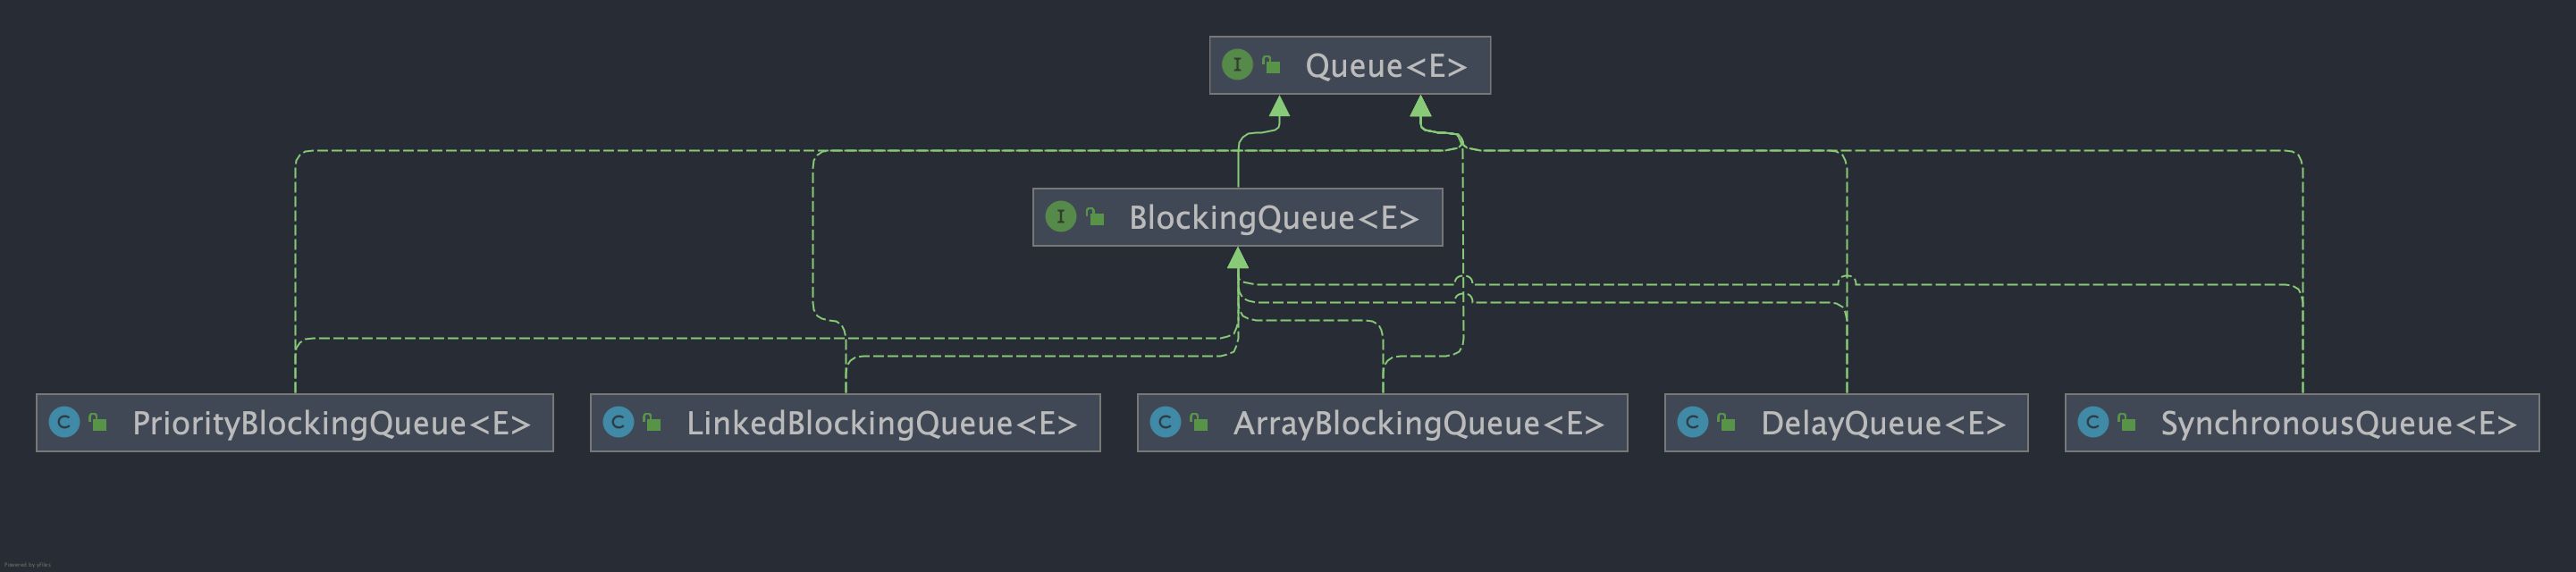 I Queue<E>
I BlockingQueue<E>
C PriorityBlockingQueue<E>
C LinkedBlockingQueue<E>
C ArrayBlockingQueue<E>
C DelayQueue<E>
C SynchronousQueue<E>
Powered by yFiles